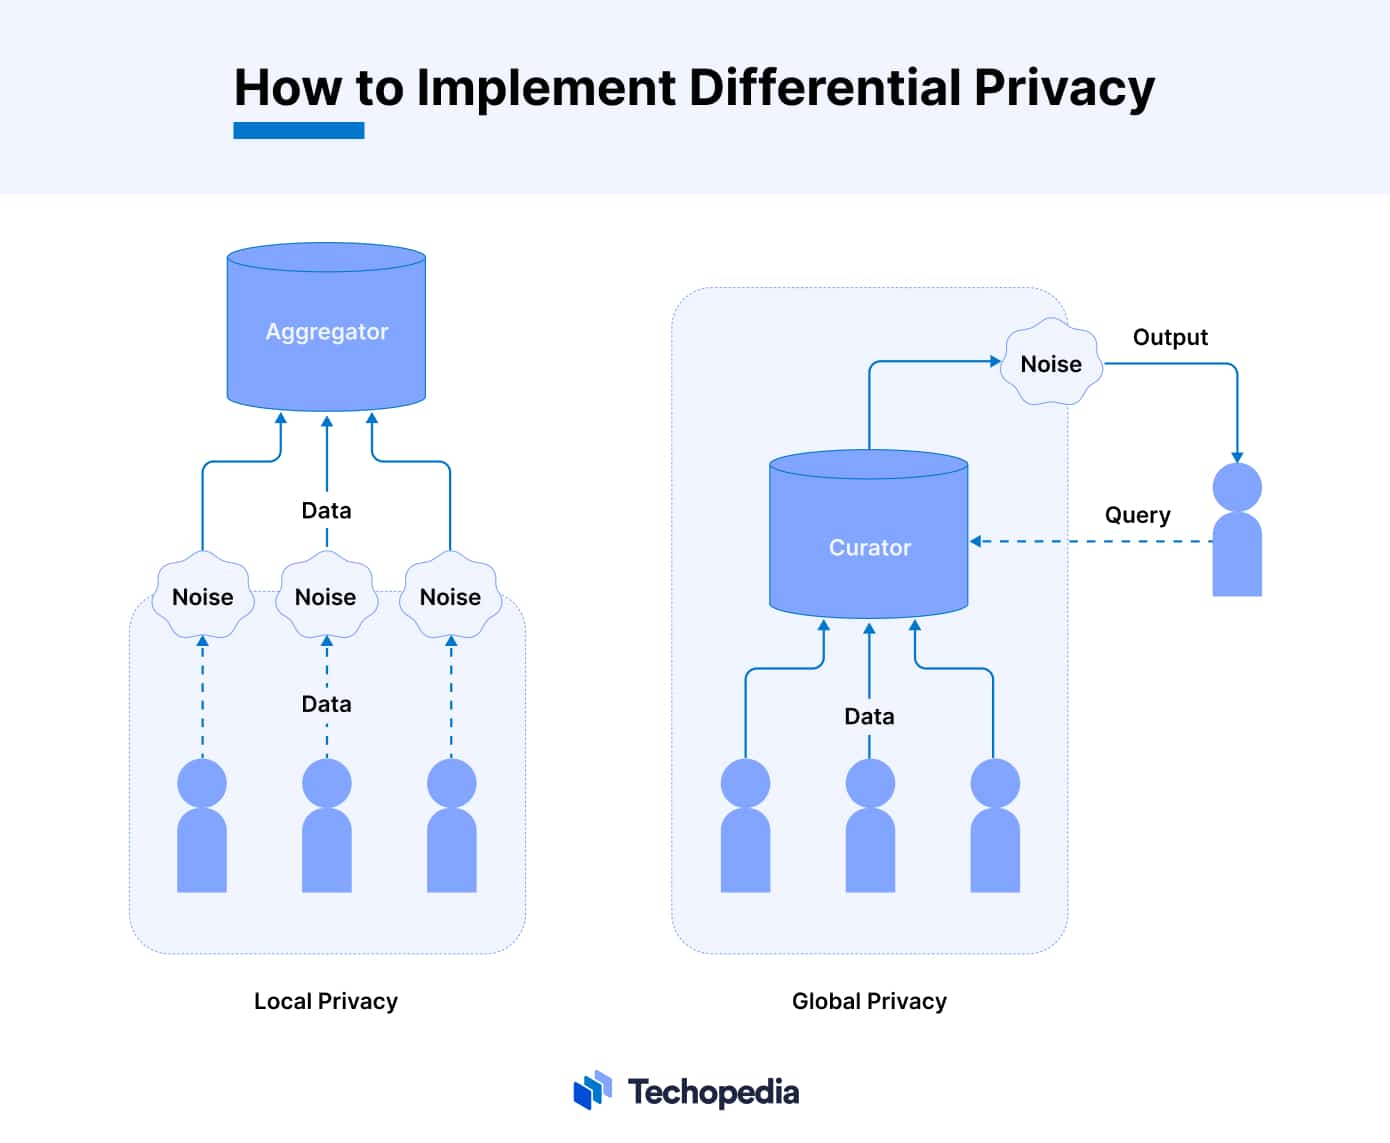 How to Implement Differential Privacy
Aggregator
Data
Noise
Noise
Noise
Data
Local Privacy
Noise
Output
Query
Curator
Data
Global Privacy
Techopedia